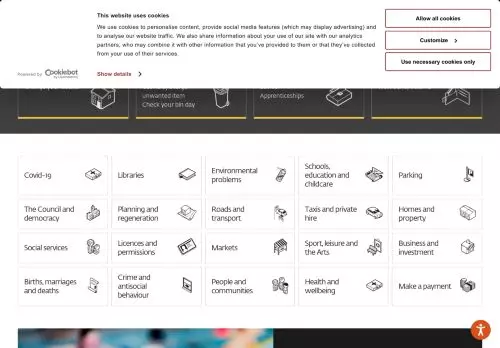 This website uses cookies
We use cookies to personalise content, provide social media features (which may display advertising) and
to analyse our website traffic. We also share information about your use of our site with our analytics
partners, who may combine it with other information that you've provided to them or that they've collected
from your use of their services.
Allow all cookies
Customize
Use necessary cookies only
Powered by Cookiebot
Show details
unwanted item
Check your bin day
Apprenticeships
Covid-19
Libraries
Environmental
problems
Schools,
education and
childcare
Parking
The Council and
democracy
Planning and
regeneration
Roads and
transport
Taxis and private
hire
Homes and
property
Social services
Licences and
permissions
Markets
Sport, leisure and
the Arts
Business and
investment
Births, marriages
and deaths
Crime and
antisocial
behaviour
People and
communities
Health and
wellbeing
Make a payment